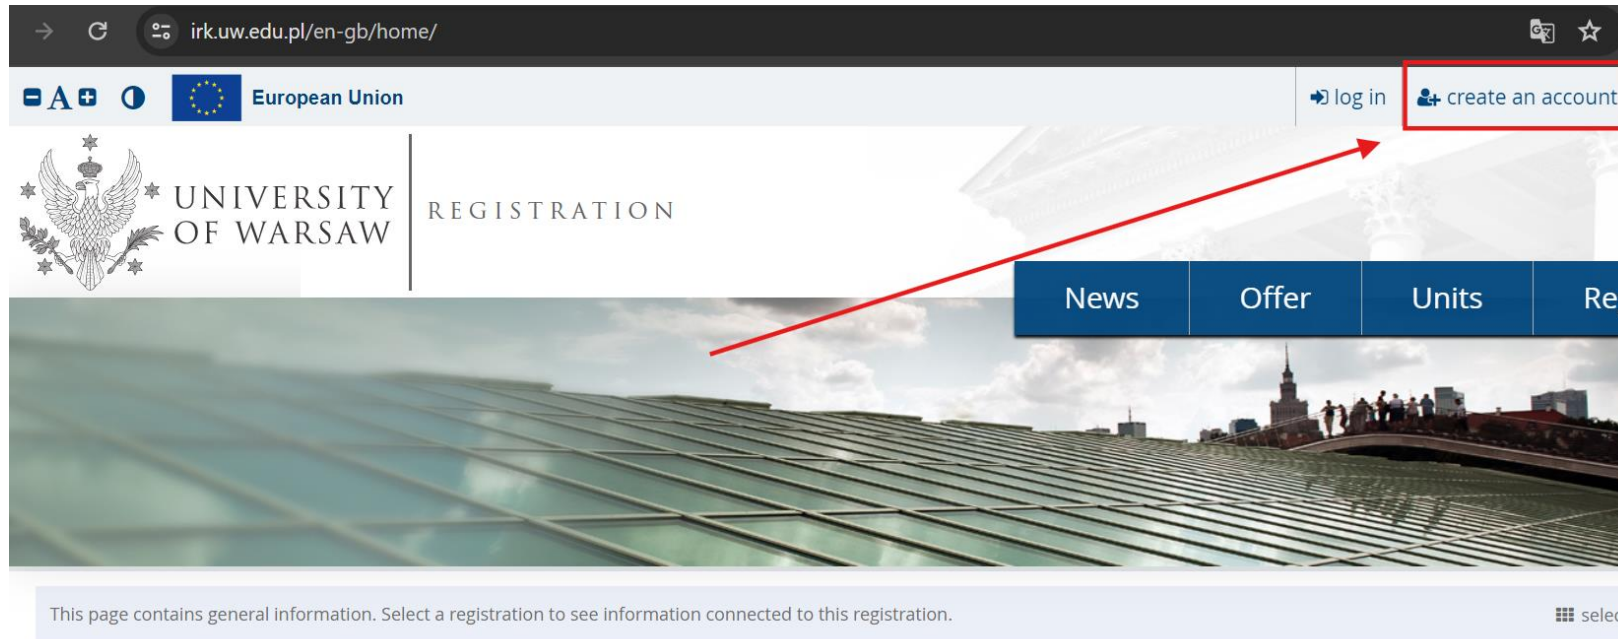 irk.uw.edu.pl/en-gb/home/
A European Union log in create an account
UNIVERSITY
OF WARSAW
REGISTRATION
News Offer Units Re
This page contains general information. Select a registration to see information connected to this registration. selec